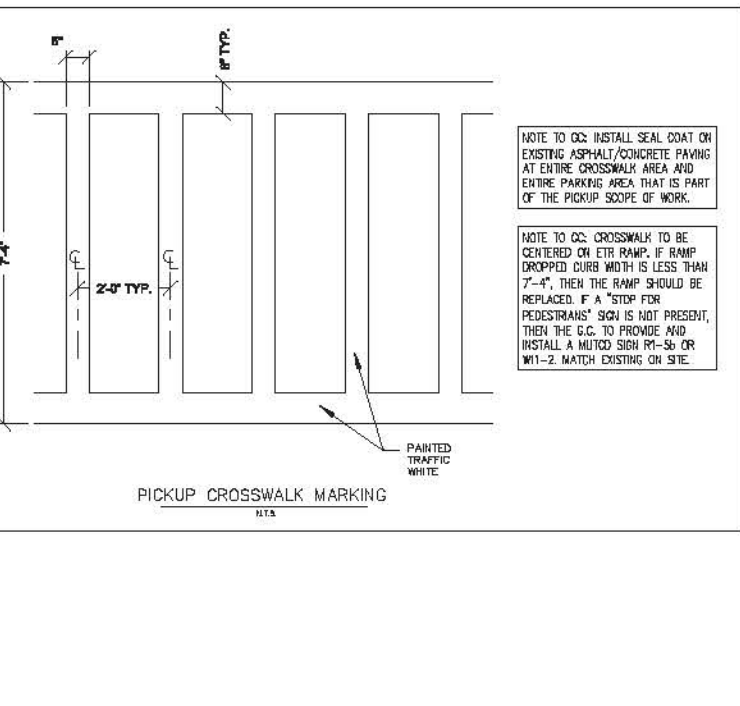 8" TYP.
7'-4"
℄
℄
2'-0" TYP.
NOTE TO GC: INSTALL SEAL COAT ON
EXISTING ASPHALT/CONCRETE PAVING
AT ENTIRE CROSSWALK AREA AND
ENTIRE PARKING AREA THAT IS PART
OF THE PICKUP SCOPE OF WORK.
NOTE TO GC: CROSSWALK TO BE
CENTERED ON ETR RAMP. IF RAMP
DROPPED CURB WIDTH IS LESS THAN
7'-4", THEN THE RAMP SHOULD BE
REPLACED. IF A "STOP FOR
PEDESTRIANS" SIGN IS NOT PRESENT,
THEN THE G.C. TO PROVIDE AND
INSTALL A MUTCD SIGN R1-5b OR
W11-2. MATCH EXISTING ON SITE.
PAINTED
TRAFFIC
WHITE
PICKUP CROSSWALK MARKING
N.T.S.